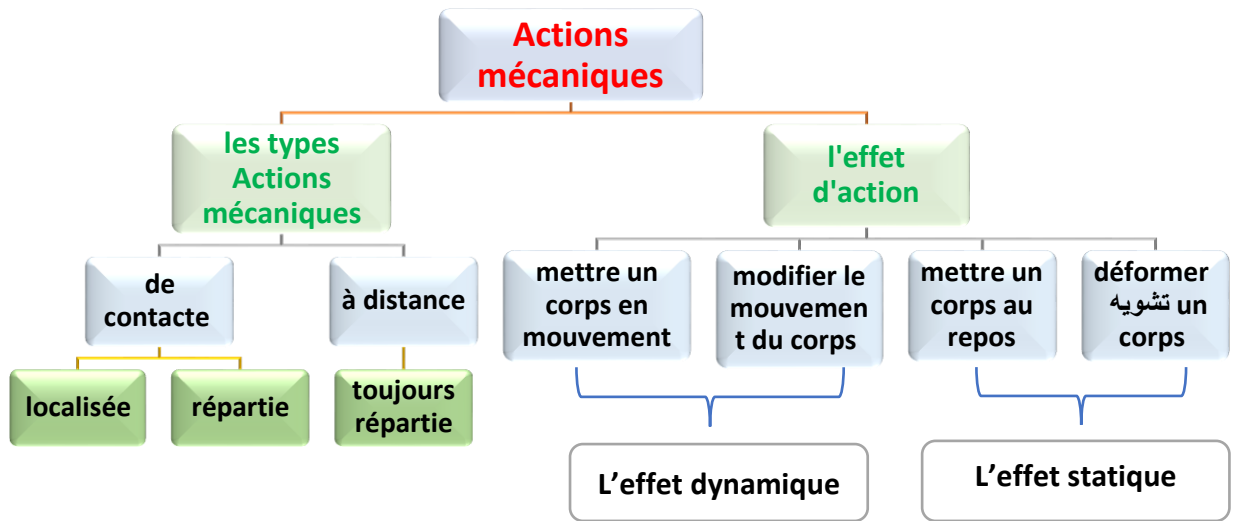 Actions
mécaniques
les types
Actions
mécaniques
l'effet
d'action
de
contacte
à distance
mettre un
corps en
mouvement
modifier le
mouvemen
t du corps
mettre un
corps au
repos
déformer
تشويه un
corps
localisée
répartie
toujours
répartie
L’effet dynamique
L’effet statique